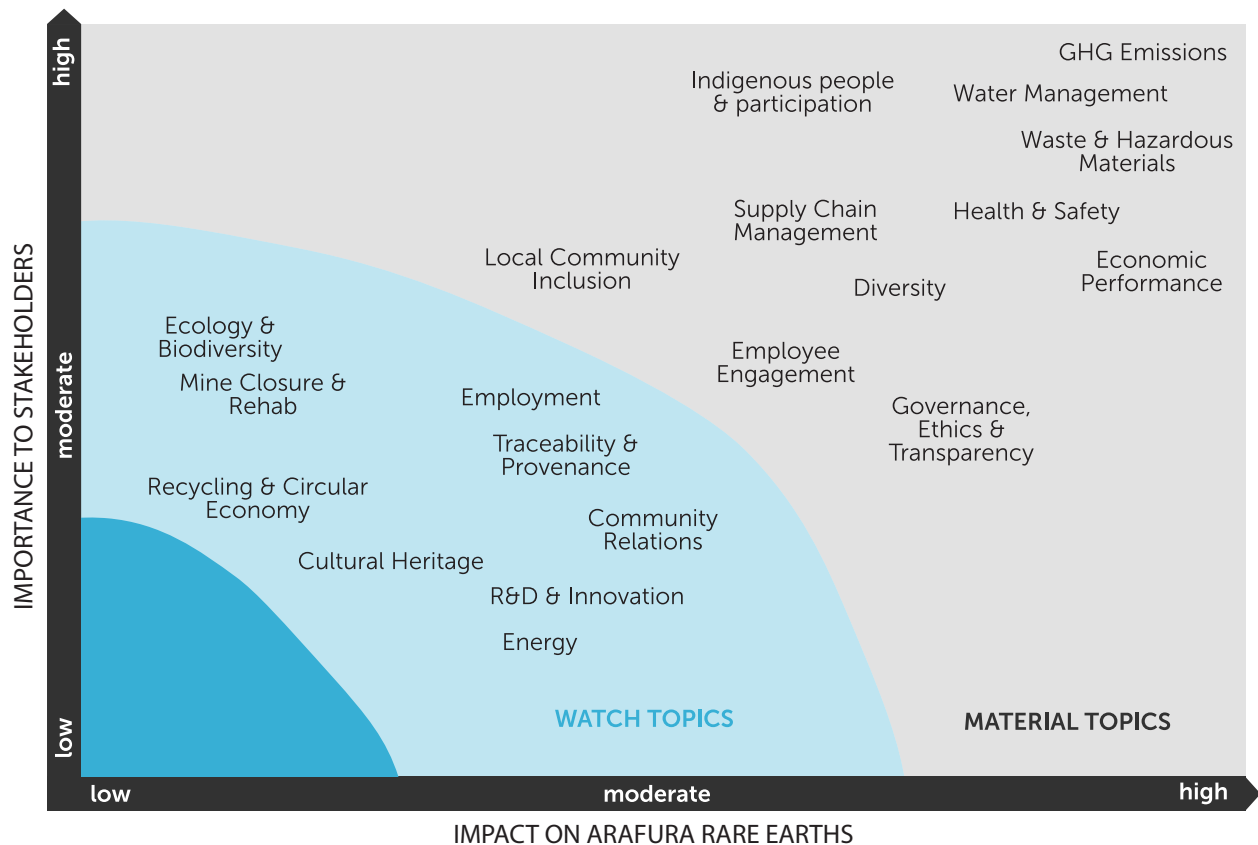 GHG Emissions
Indigenous people
& participation
Water Management
Waste & Hazardous
Materials
Supply Chain
Management
Health & Safety
Local Community
Inclusion
Economic
Performance
Diversity
Ecology &
Biodiversity
Employee
Engagement
Mine Closure &
Rehab
Employment
Governance,
Ethics &
Transparency
Traceability &
Provenance
Recycling & Circular
Economy
Community
Relations
Cultural Heritage
R&D & Innovation
Energy
WATCH TOPICS
MATERIAL TOPICS
IMPORTANCE TO STAKEHOLDERS
high
moderate
low
low
moderate
high
IMPACT ON ARAFURA RARE EARTHS